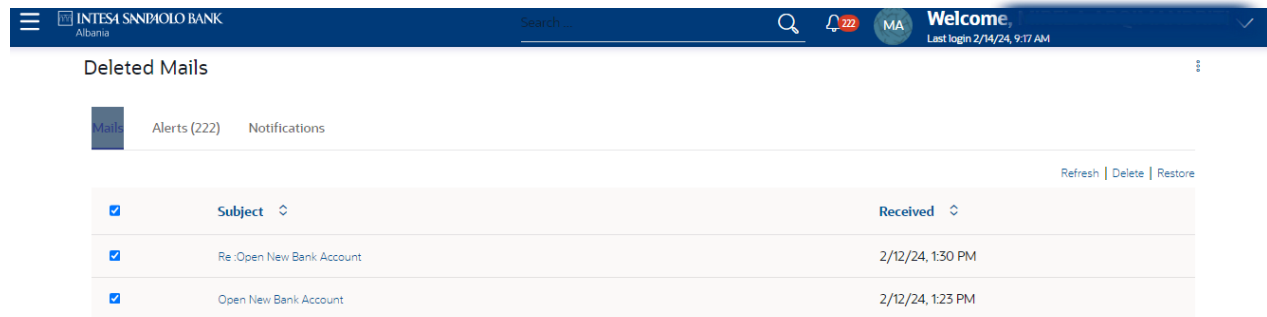 INTESA SANPAOLO BANK
Albania
Search ...
222
MA
Welcome,
Last login 2/14/24, 9:17 AM
Deleted Mails
Mails Alerts (222) Notifications
Refresh | Delete | Restore
Subject Received
Re :Open New Bank Account 2/12/24, 1:30 PM
Open New Bank Account 2/12/24, 1:23 PM